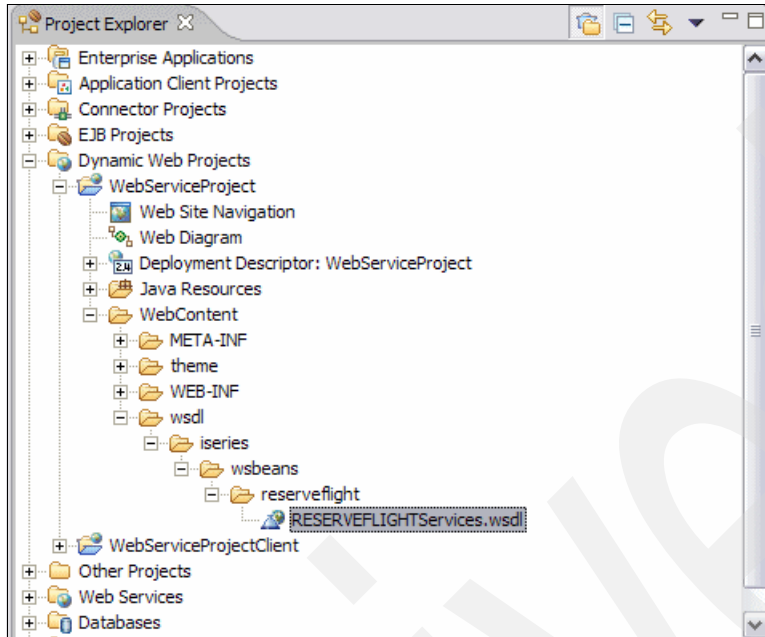 Project Explorer
Enterprise Applications
Application Client Projects
Connector Projects
EJB Projects
Dynamic Web Projects
WebServiceProject
Web Site Navigation
Web Diagram
2.4 Deployment Descriptor: WebServiceProject
Java Resources
WebContent
META-INF
theme
WEB-INF
wsdl
iseries
wsbeans
reserveflight
RESERVEFLIGHTServices.wsdl
WebServiceProjectClient
Other Projects
Web Services
Databases